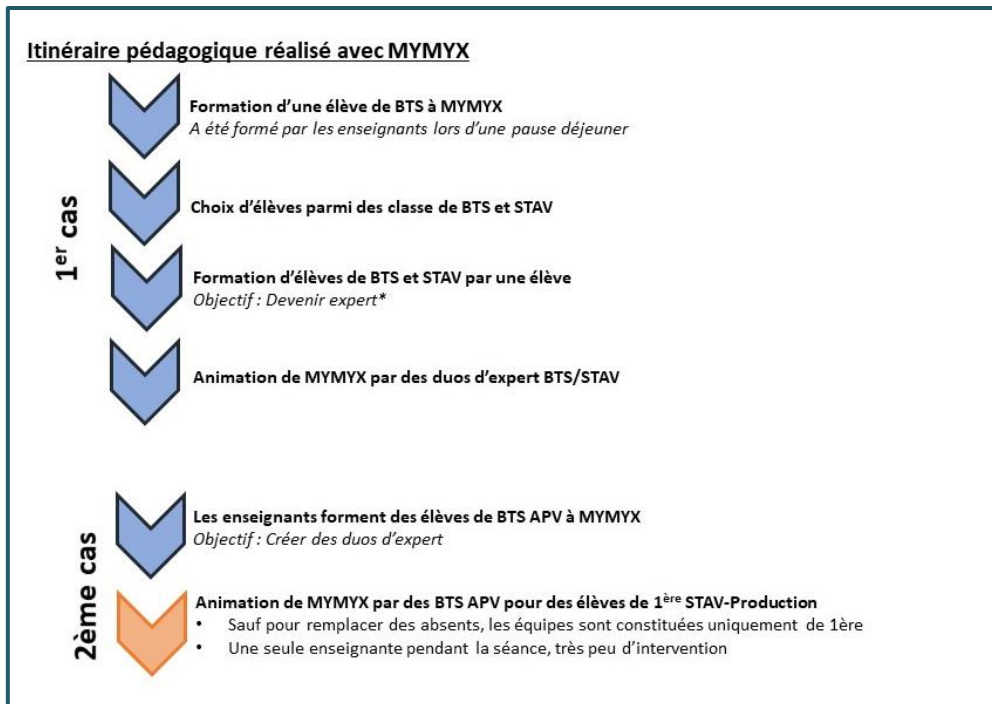 Itinéraire pédagogique réalisé avec MYMYX
1er cas
Formation d'une élève de BTS à MYMYX
A été formé par les enseignants lors d'une pause déjeuner
Choix d'élèves parmi des classe de BTS et STAV
Formation d'élèves de BTS et STAV par une élève
Objectif : Devenir expert*
Animation de MYMYX par des duos d'expert BTS/STAV
2ème cas
Les enseignants forment des élèves de BTS APV à MYMYX
Objectif : Créer des duos d'expert
Animation de MYMYX par des BTS APV pour des élèves de 1ère STAV-Production
• Sauf pour remplacer des absents, les équipes sont constituées uniquement de 1ère
• Une seule enseignante pendant la séance, très peu d'intervention